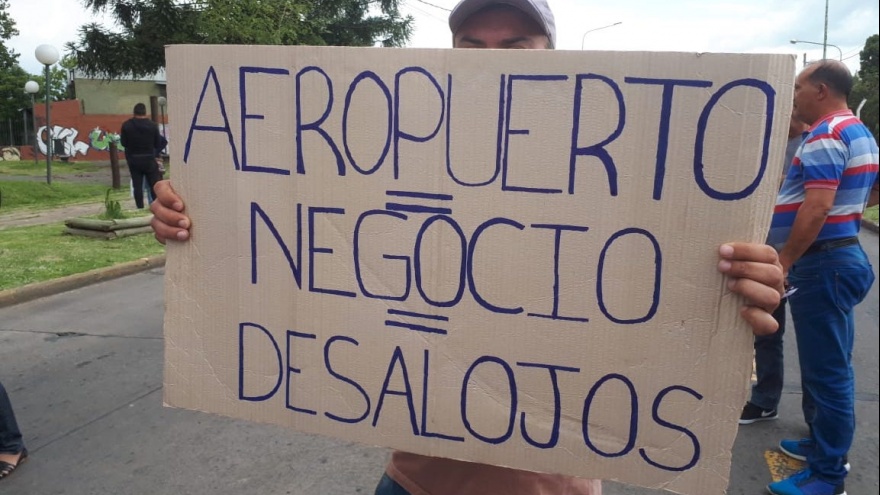 AEROPUERTO
=
NEGOCIO
=
DESALOJOS